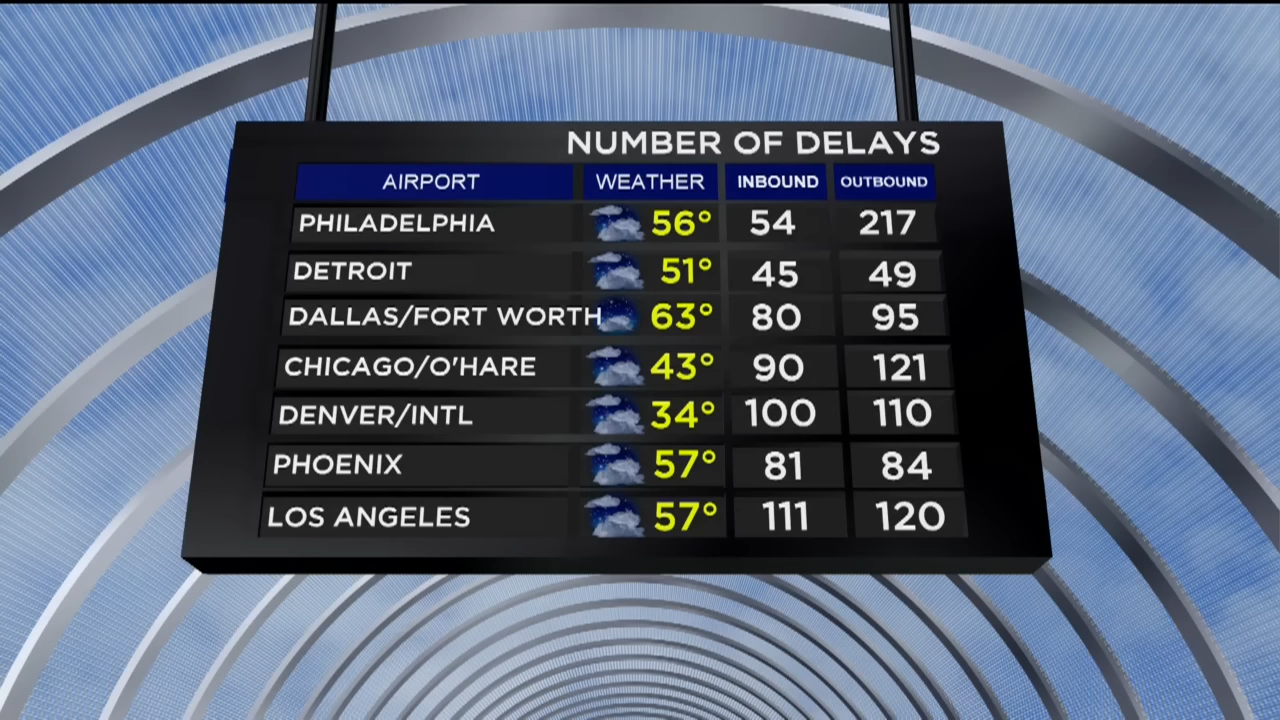 NUMBER OF DELAYS
AIRPORT WEATHER INBOUND OUTBOUND
PHILADELPHIA 56° 54 217
DETROIT 51° 45 49
DALLAS/FORT WORTH 63° 80 95
CHICAGO/O'HARE 43° 90 121
DENVER/INTL 34° 100 110
PHOENIX 57° 81 84
LOS ANGELES 57° 111 120